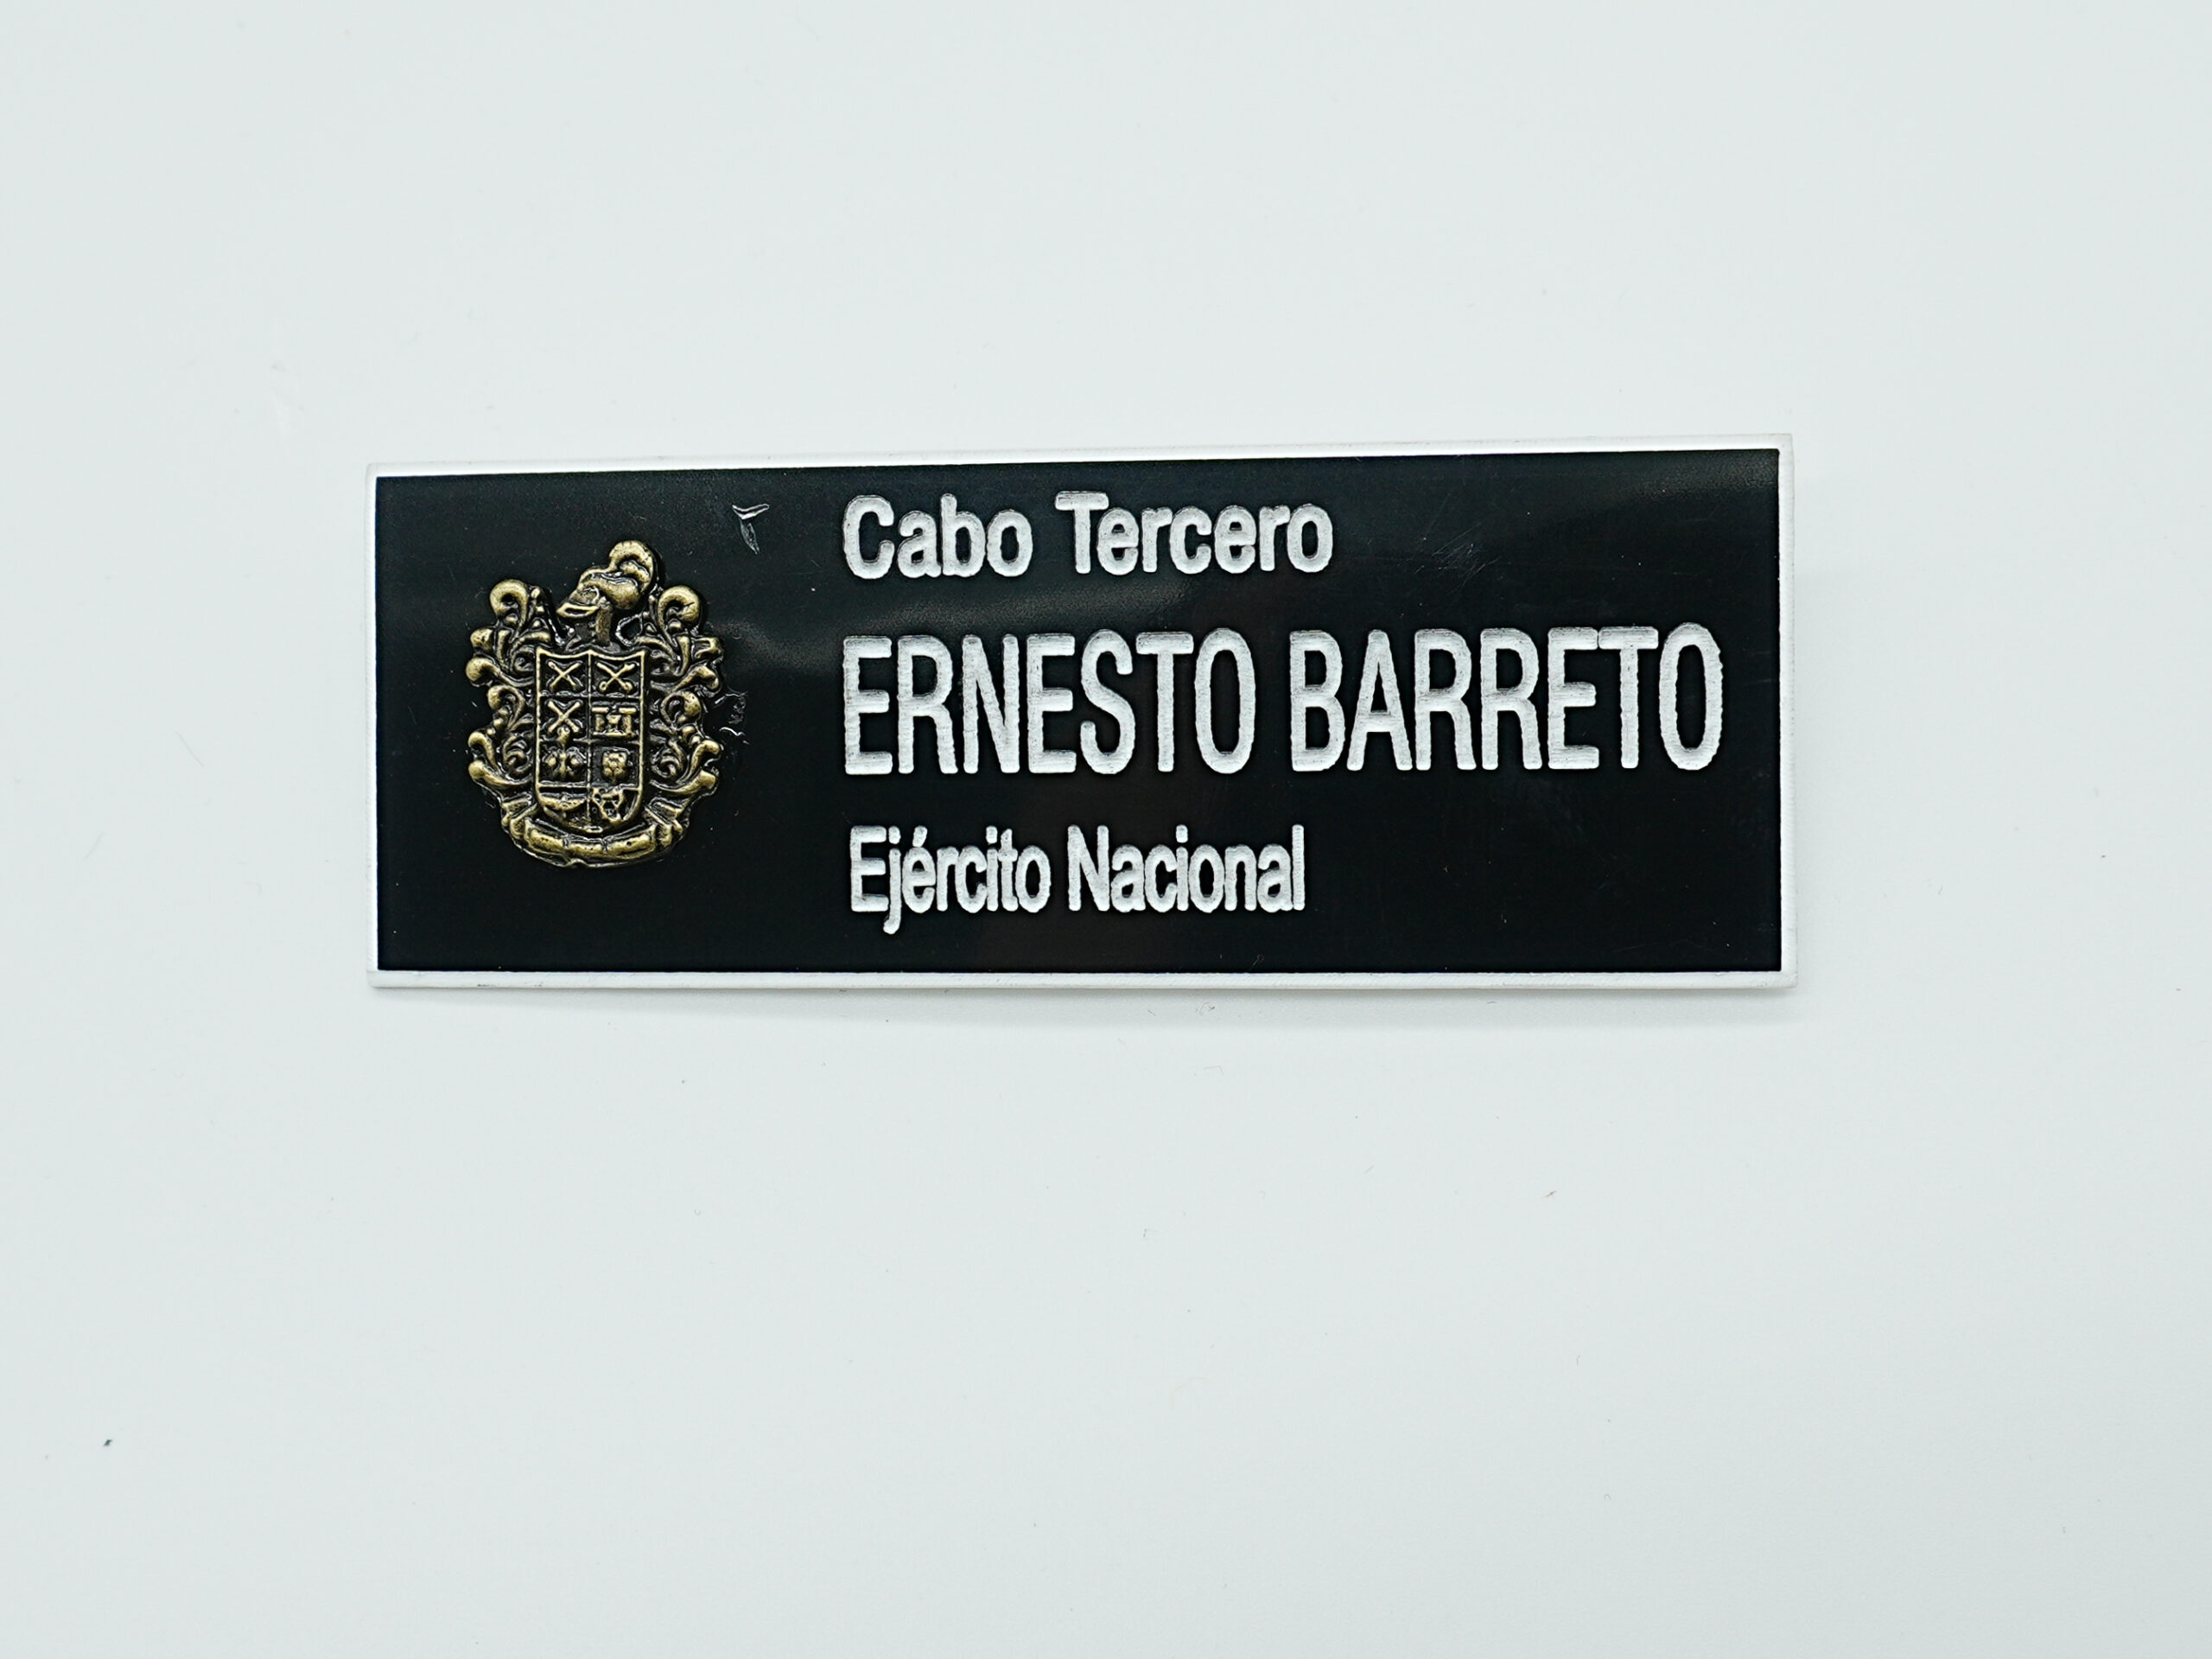 Cabo Tercero
ERNESTO BARRETO
Ejército Nacional